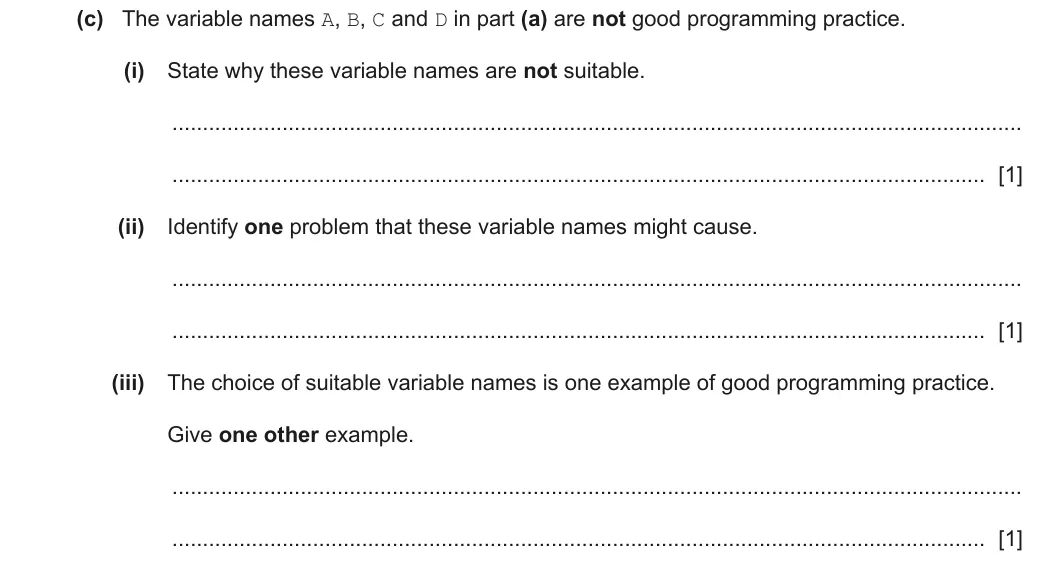 (c) The variable names A, B, C and D in part (a) are not good programming practice.
(i) State why these variable names are not suitable.
...................................................................................................................................
............................................................................................................................. [1]
(ii) Identify one problem that these variable names might cause.
...................................................................................................................................
............................................................................................................................. [1]
(iii) The choice of suitable variable names is one example of good programming practice.
Give one other example.
...................................................................................................................................
............................................................................................................................. [1]